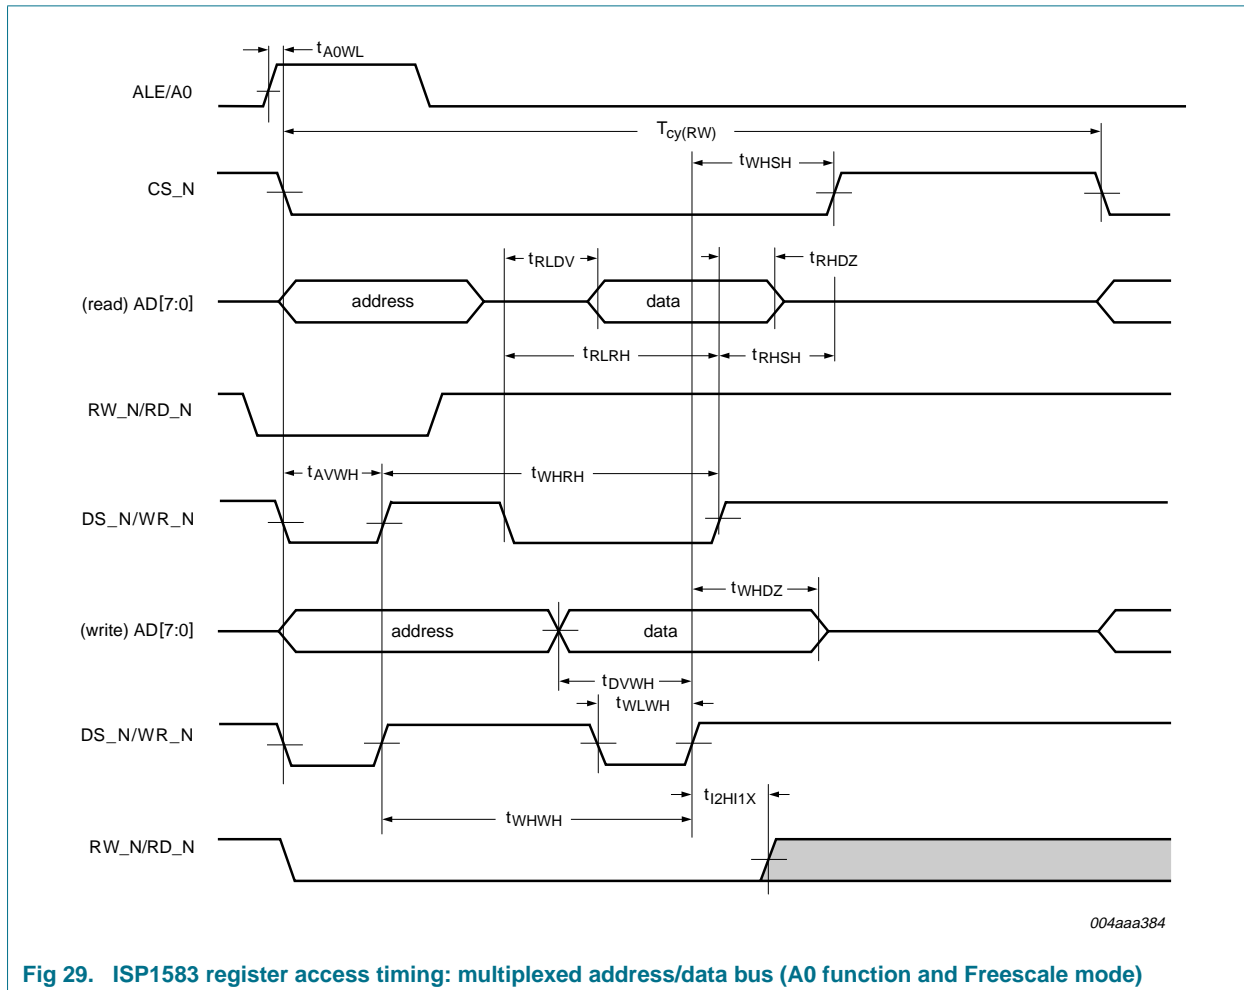 tA0WL
ALE/A0
Tcy(RW)
tWHSH
CS_N
tRLDV
tRHDZ
(read) AD[7:0]
address
data
tRLRH
tRHSH
RW_N/RD_N
tAVWH
tWHRH
DS_N/WR_N
tWHDZ
(write) AD[7:0]
address
data
tDVWH
tWLWH
DS_N/WR_N
tI2HI1X
tWHWH
RW_N/RD_N
004aaa384
Fig 29. ISP1583 register access timing: multiplexed address/data bus (A0 function and Freescale mode)